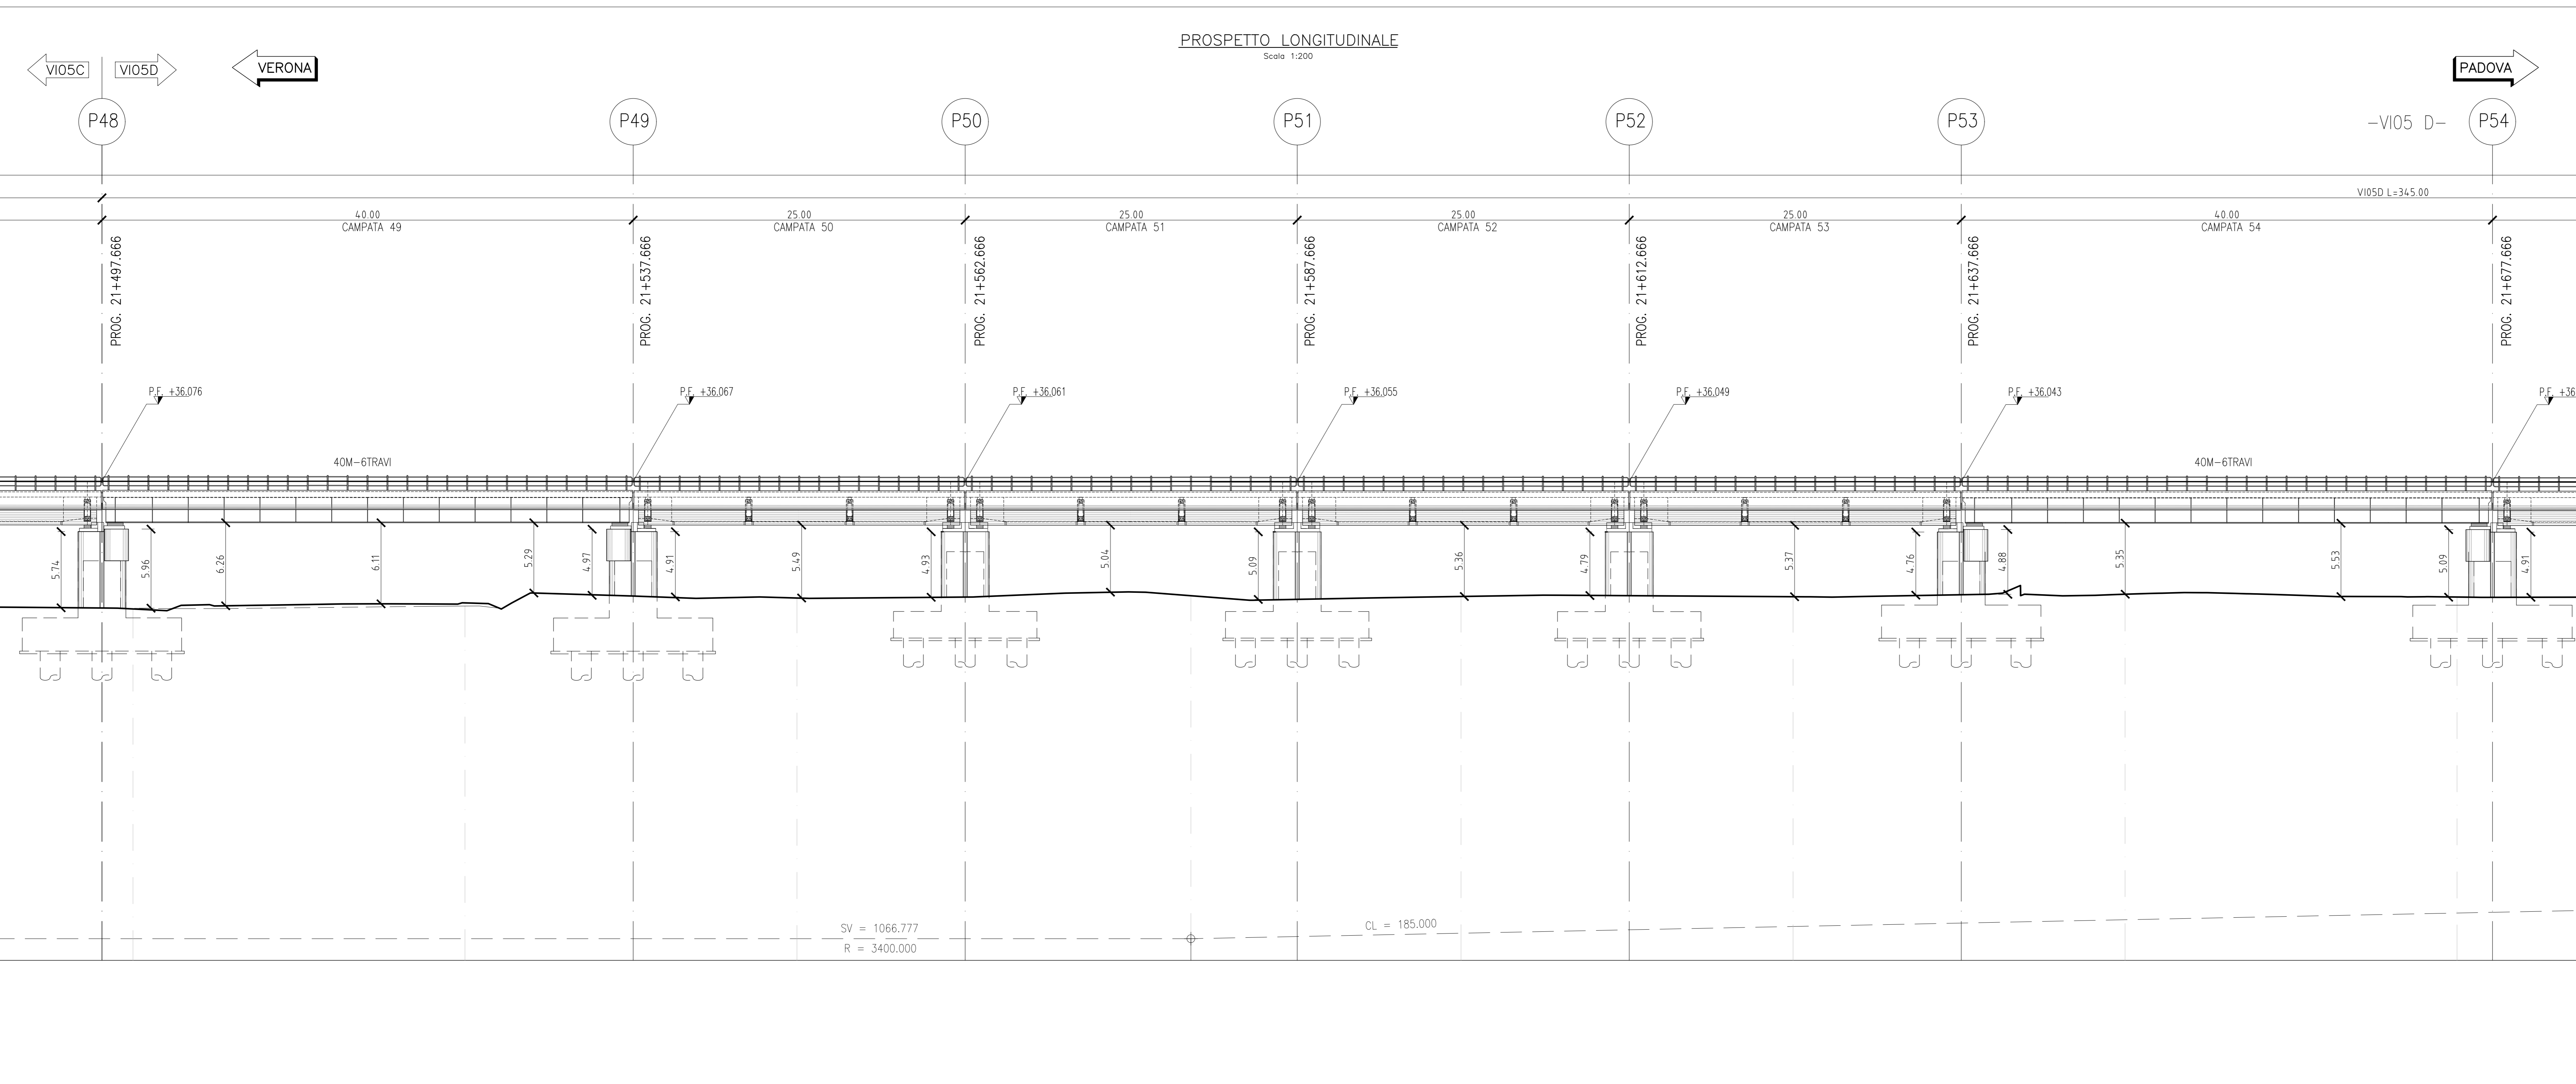 PROSPETTO LONGITUDINALE
Scala 1:200
VI05C
VI05D
VERONA
PADOVA
P48
P49
P50
P51
P52
P53
-VI05 D-
P54
VI05D L=345.00
40.00
25.00
25.00
25.00
25.00
40.00
CAMPATA 49
CAMPATA 50
CAMPATA 51
CAMPATA 52
CAMPATA 53
CAMPATA 54
PROG. 21+497.666
PROG. 21+537.666
PROG. 21+562.666
PROG. 21+587.666
PROG. 21+612.666
PROG. 21+637.666
PROG. 21+677.666
P.F. +36.076
P.F. +36.067
P.F. +36.061
P.F. +36.055
P.F. +36.049
P.F. +36.043
P.F. +36.
40M-6TRAVI
40M-6TRAVI
5.74
5.96
6.26
6.11
5.29
4.97
4.91
5.49
4.93
5.04
5.09
5.36
4.79
5.37
4.76
4.88
5.35
5.53
5.09
4.91
SV = 1066.777
R = 3400.000
CL = 185.000